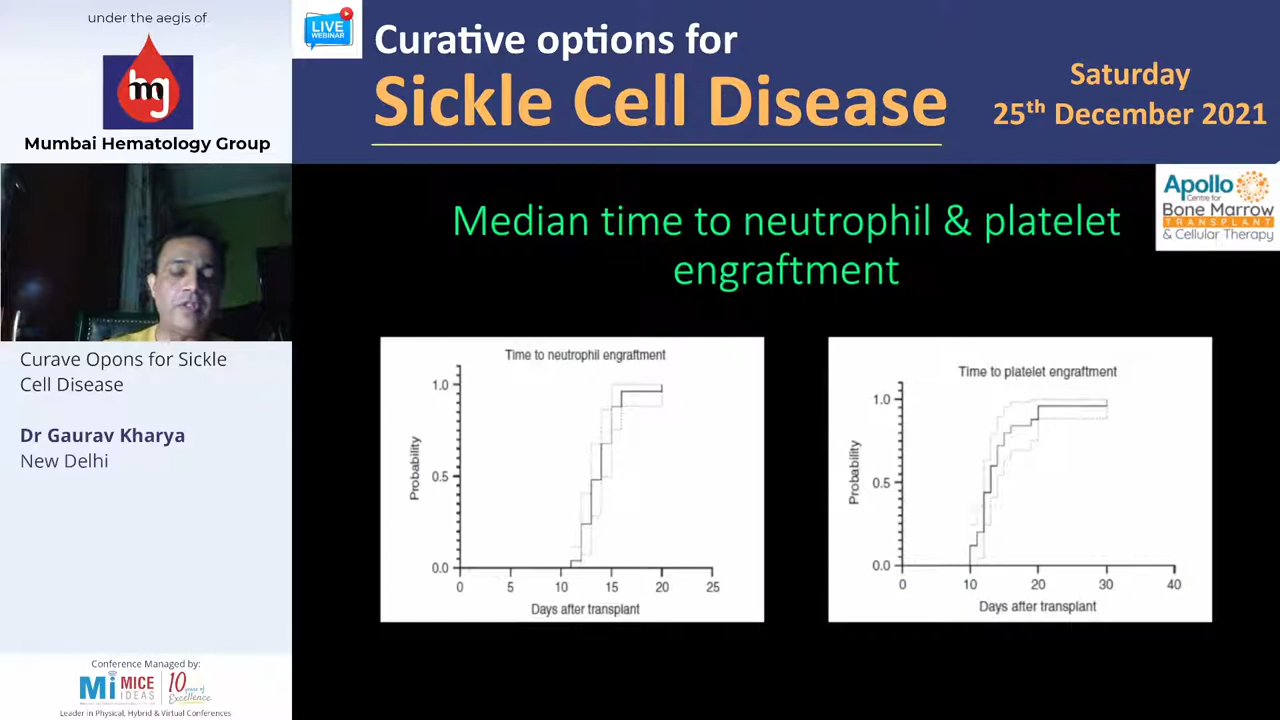 under the aegis of
hg
Mumbai Hematology Group
LIVE
WEBINAR
Curative options for
Sickle Cell Disease
Saturday
25th December 2021
Apollo
Centre for
Bone Marrow
TRANSPLANT
& Cellular Therapy
Median time to neutrophil & platelet
engraftment
Curave Opons for Sickle
Cell Disease
Dr Gaurav Kharya
New Delhi
Time to neutrophil engraftment
Probability
1.0
0.5
0.0
0 5 10 15 20 25
Days after transplant
Time to platelet engraftment
Probability
1.0
0.5
0.0
0 10 20 30 40
Days after transplant
Conference Managed by:
Mi MICE
IDEAS
10 years of
Excellence
Leader in Physical, Hybrid & Virtual Conferences